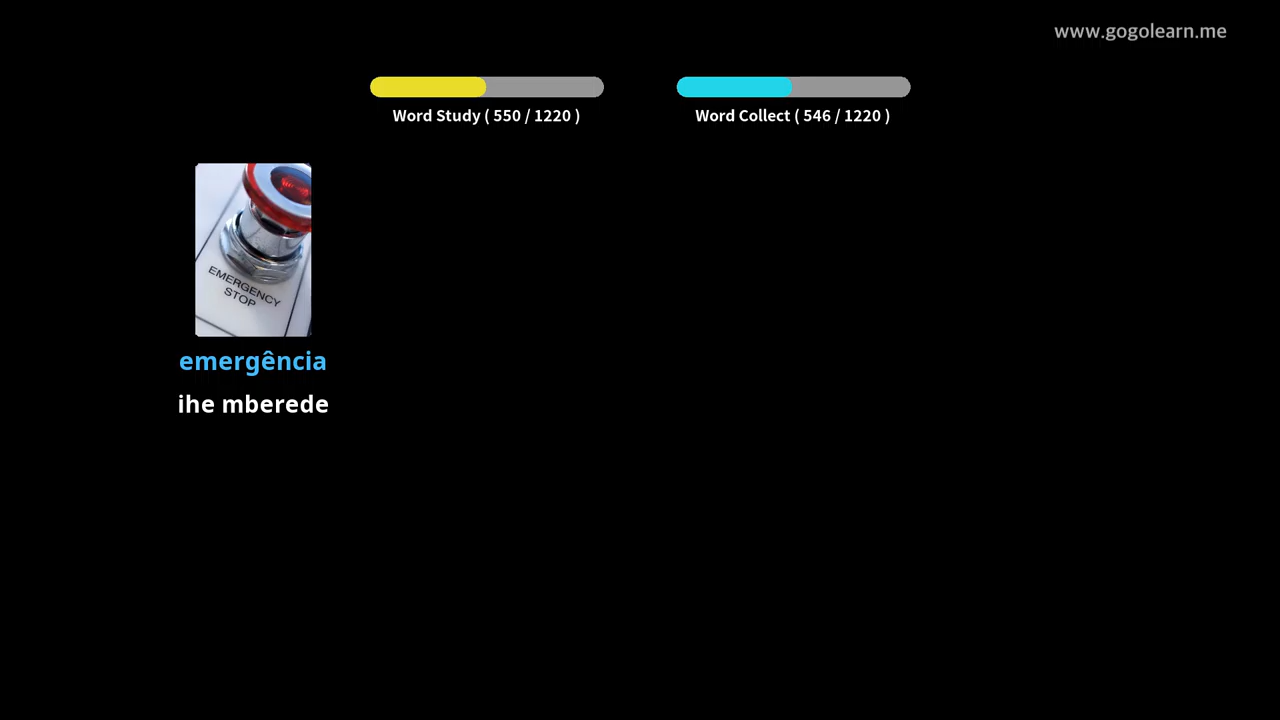 www.gogolearn.me
Word Study ( 550 / 1220 )
Word Collect ( 546 / 1220 )
EMERGENCY
STOP
emergência
ihe mberede